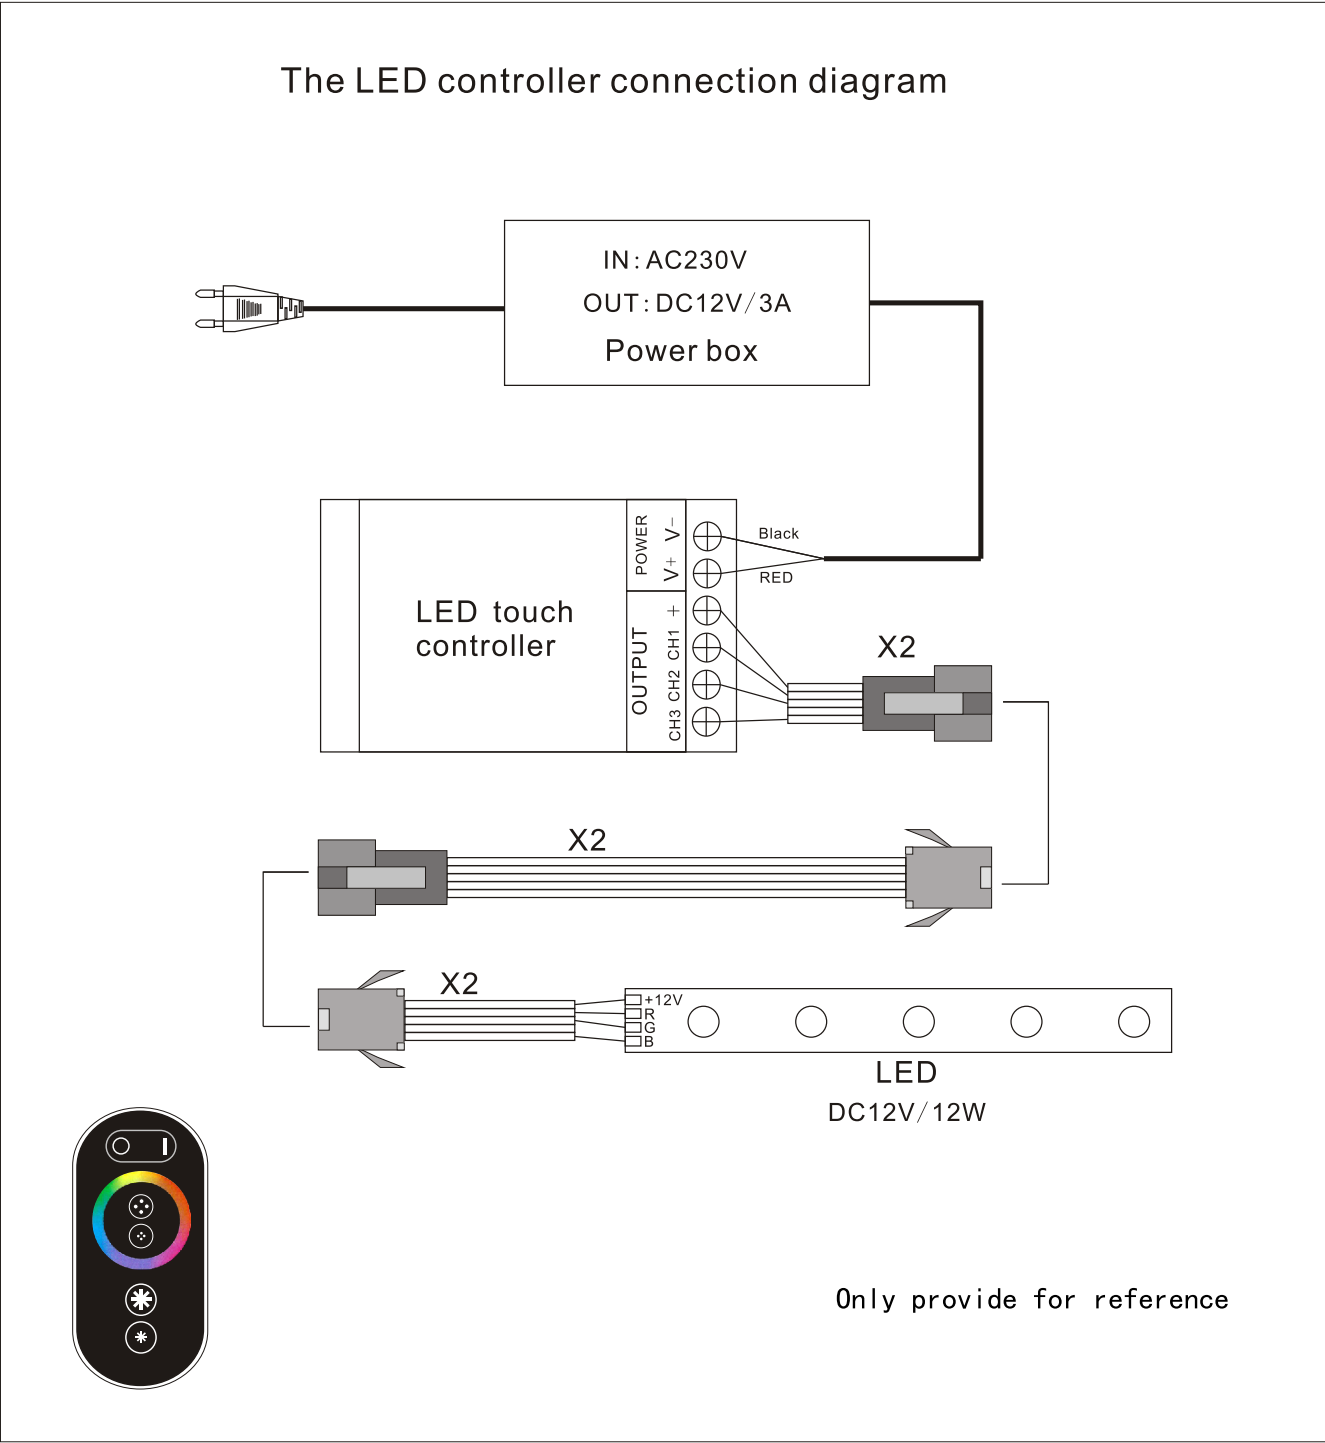 The LED controller connection diagram
IN: AC230V
OUT: DC12V/3A
Power box
POWER
V-
V+
Black
RED
LED touch
controller
OUTPUT
+
CH1
CH2
CH3
X2
X2
X2
+12V
R
G
B
LED
DC12V/12W
Only provide for reference